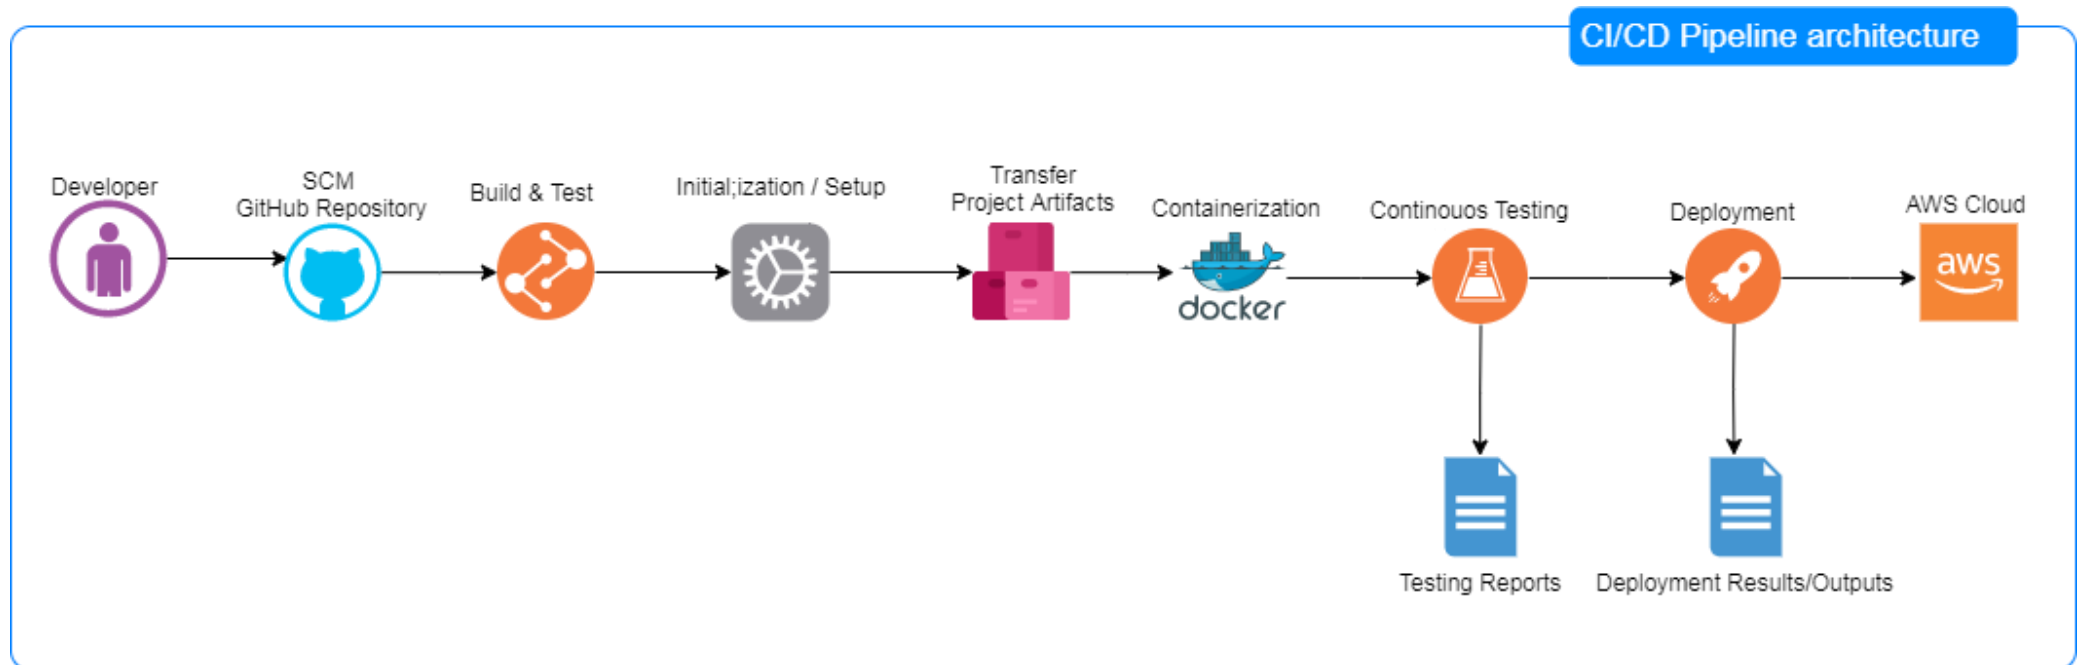 CI/CD Pipeline architecture
Developer
SCM
GitHub Repository
Build & Test
Initial;ization / Setup
Transfer
Project Artifacts
Containerization
docker
Continouos Testing
Deployment
AWS Cloud
aws
Testing Reports
Deployment Results/Outputs